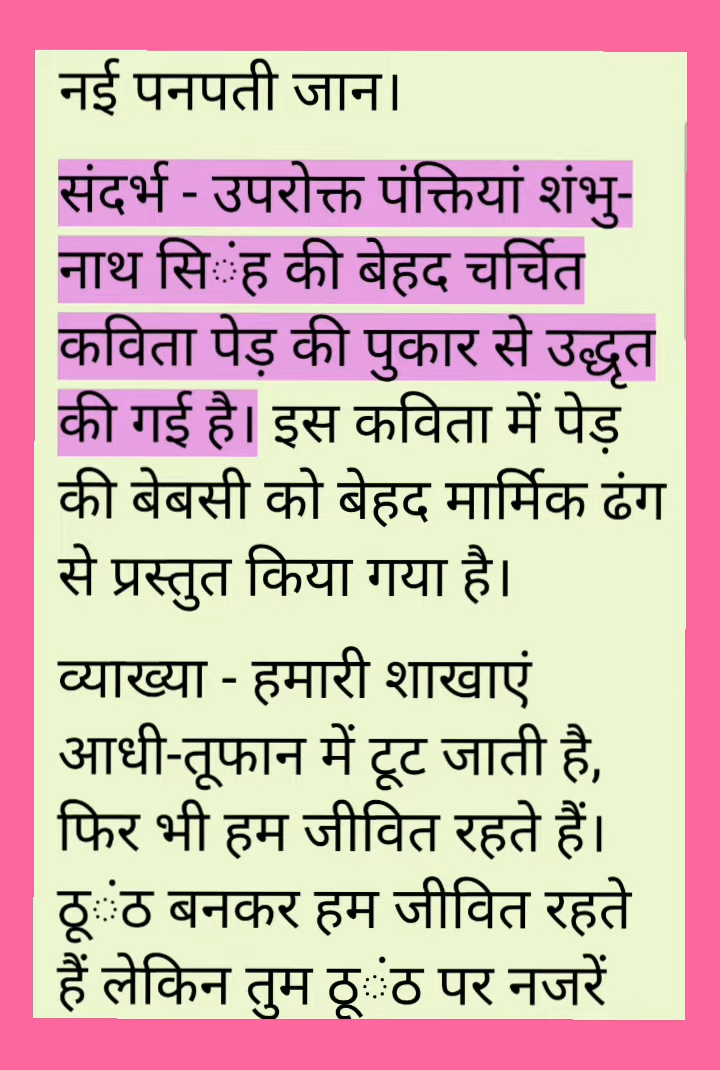 नई पनपती जान।
संदर्भ - उपरोक्त पंक्तियां शंभु-
नाथ सिंह की बेहद चर्चित
कविता पेड़ की पुकार से उद्धृत
की गई है। इस कविता में पेड़
की बेबसी को बेहद मार्मिक ढंग
से प्रस्तुत किया गया है।
व्याख्या - हमारी शाखाएं
आधी-तूफान में टूट जाती है,
फिर भी हम जीवित रहते हैं।
ठूंठ बनकर हम जीवित रहते
हैं लेकिन तुम ठूंठ पर नजरें